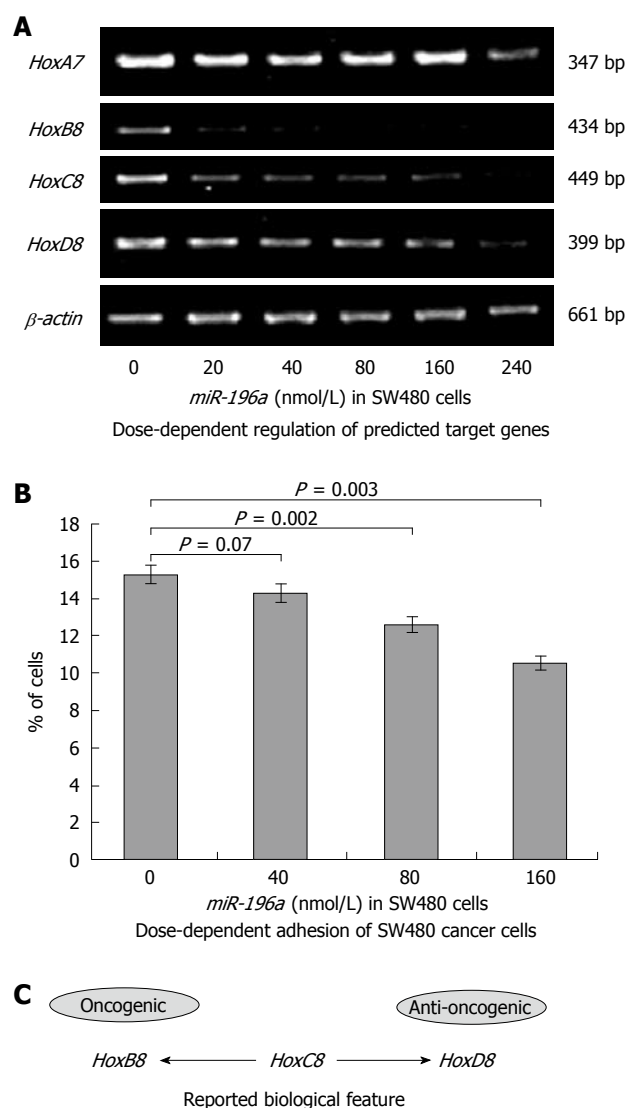 A
HoxA7 347 bp
HoxB8 434 bp
HoxC8 449 bp
HoxD8 399 bp
β-actin 661 bp
0 20 40 80 160 240
miR-196a (nmol/L) in SW480 cells
Dose-dependent regulation of predicted target genes
B
P = 0.003
P = 0.002
P = 0.07
18
16
14
12
10
8
6
4
2
0
% of cells
0 40 80 160
miR-196a (nmol/L) in SW480 cells
Dose-dependent adhesion of SW480 cancer cells
C
Oncogenic Anti-oncogenic
HoxB8 HoxC8 HoxD8
Reported biological feature